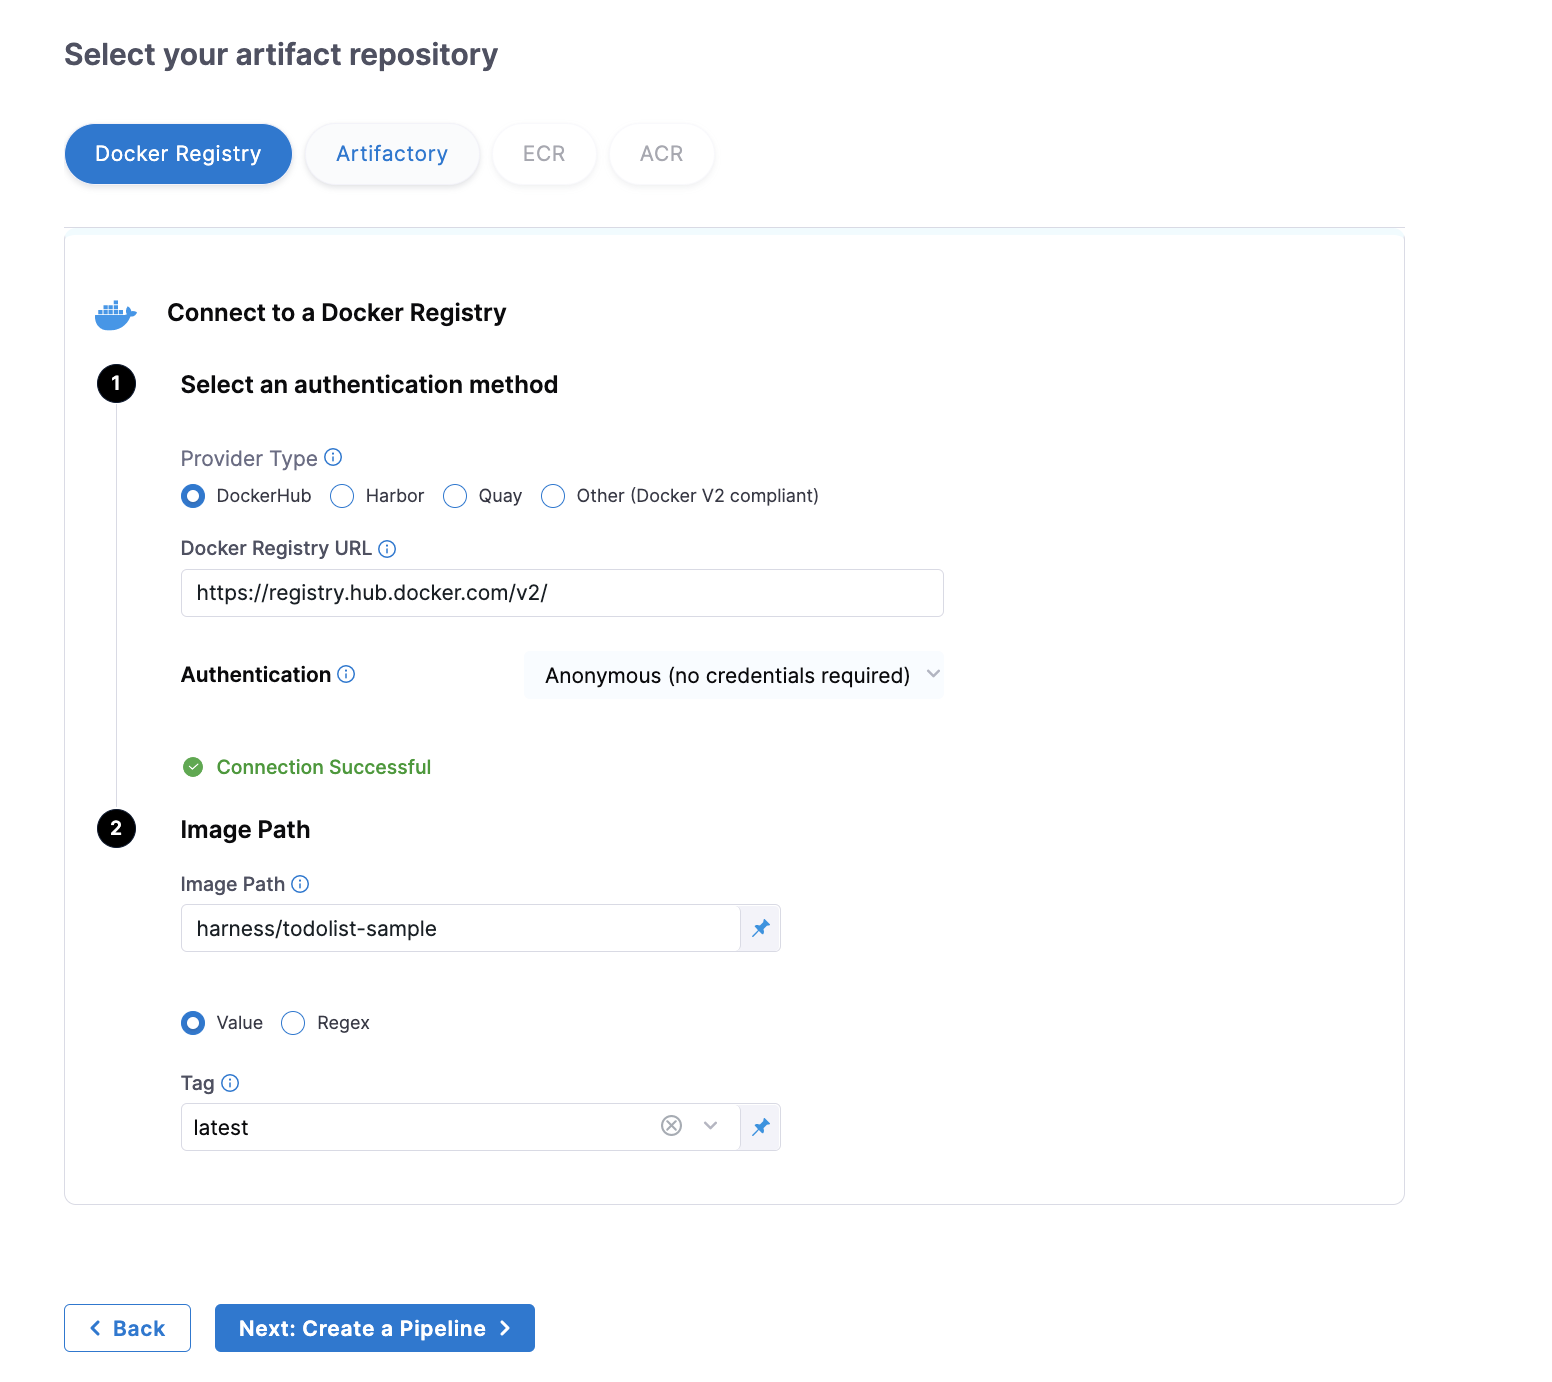 Select your artifact repository
Docker Registry Artifactory ECR ACR
Connect to a Docker Registry
1 Select an authentication method
Provider Type
DockerHub Harbor Quay Other (Docker V2 compliant)
Docker Registry URL
https://registry.hub.docker.com/v2/
Authentication Anonymous (no credentials required)
Connection Successful
2 Image Path
Image Path
harness/todolist-sample
Value Regex
Tag
latest
Back Next: Create a Pipeline